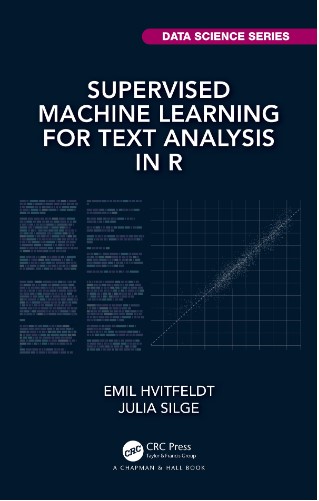 DATA SCIENCE SERIES
SUPERVISED
MACHINE LEARNING
FOR TEXT ANALYSIS
IN R
EMIL HVITFELDT
JULIA SILGE
CRC
CRC Press
Taylor & Francis Group
A CHAPMAN & HALL BOOK